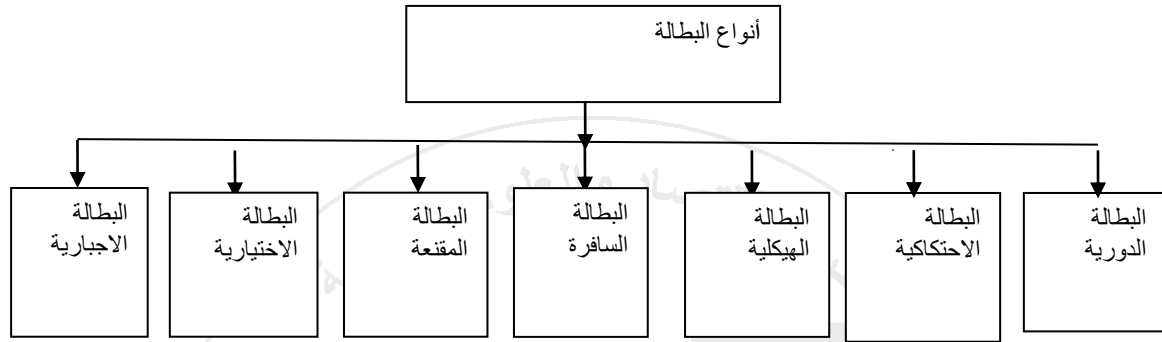 أنواع البطالة
البطالة
الدورية
البطالة
الاحتكاكية
البطالة
الهيكلية
البطالة
السافرة
البطالة
المقنعة
البطالة
الاختيارية
البطالة
الاجبارية